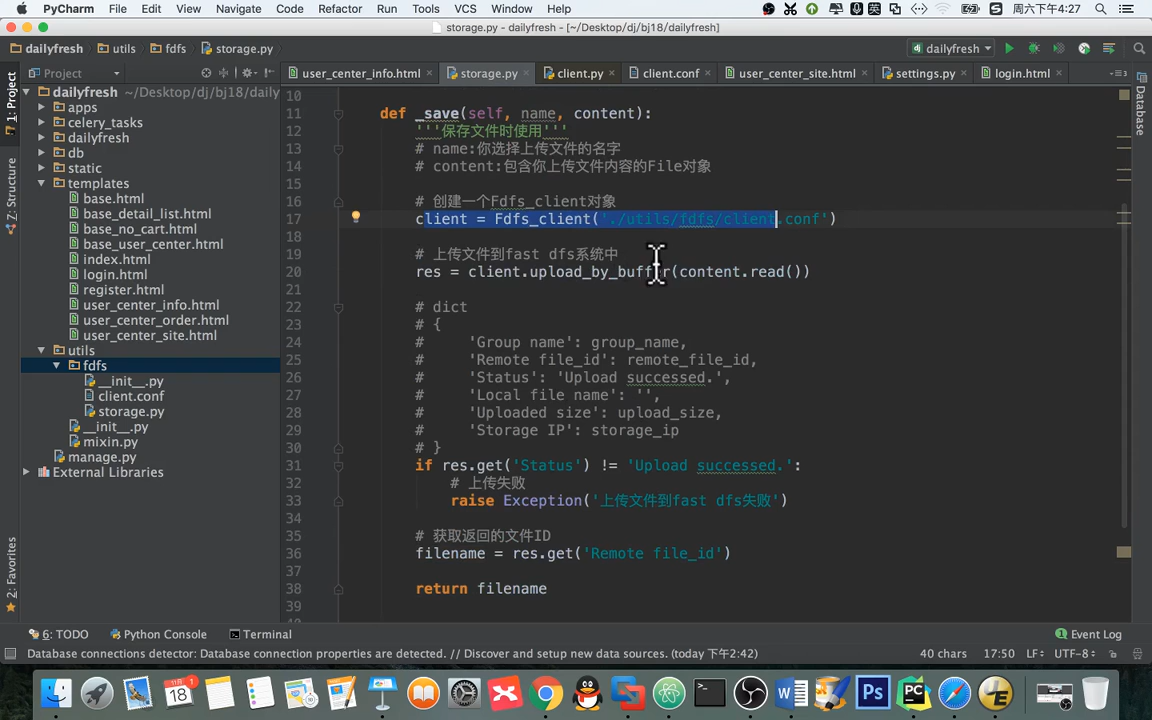 PyCharm File Edit View Navigate Code Refactor Run Tools VCS Window Help 周六下午4:27
storage.py - dailyfresh - [~/Desktop/dj/bj18/dailyfresh]
dailyfresh utils fdfs storage.py dailyfresh
Project user_center_info.html storage.py client.py client.conf user_center_site.html settings.py login.html
1: Project
Z: Structure
2: Favorites
Database
dailyfresh ~/Desktop/dj/bj18/daily
apps
celery_tasks
dailyfresh
db
static
templates
base.html
base_detail_list.html
base_no_cart.html
base_user_center.html
index.html
login.html
register.html
user_center_info.html
user_center_order.html
user_center_site.html
utils
fdfs
__init__.py
client.conf
storage.py
__init__.py
mixin.py
manage.py
External Libraries
10
11 def _save(self, name, content):
12 '''保存文件时使用'''
13 # name:你选择上传文件的名字
14 # content:包含你上传文件内容的File对象
15
16 # 创建一个Fdfs_client对象
17 client = Fdfs_client('./utils/fdfs/client.conf')
18
19 # 上传文件到fast dfs系统中
20 res = client.upload_by_buffer(content.read())
21
22 # dict
23 # {
24 # 'Group name': group_name,
25 # 'Remote file_id': remote_file_id,
26 # 'Status': 'Upload successed.',
27 # 'Local file name': '',
28 # 'Uploaded size': upload_size,
29 # 'Storage IP': storage_ip
30 # }
31 if res.get('Status') != 'Upload successed.':
32 # 上传失败
33 raise Exception('上传文件到fast dfs失败')
34
35 # 获取返回的文件ID
36 filename = res.get('Remote file_id')
37
38 return filename
39
6: TODO Python Console Terminal 1 Event Log
Database connections detector: Database connection properties are detected. // Discover and setup new data sources. (today 下午2:42) 40 chars 17:50 LF UTF-8
18